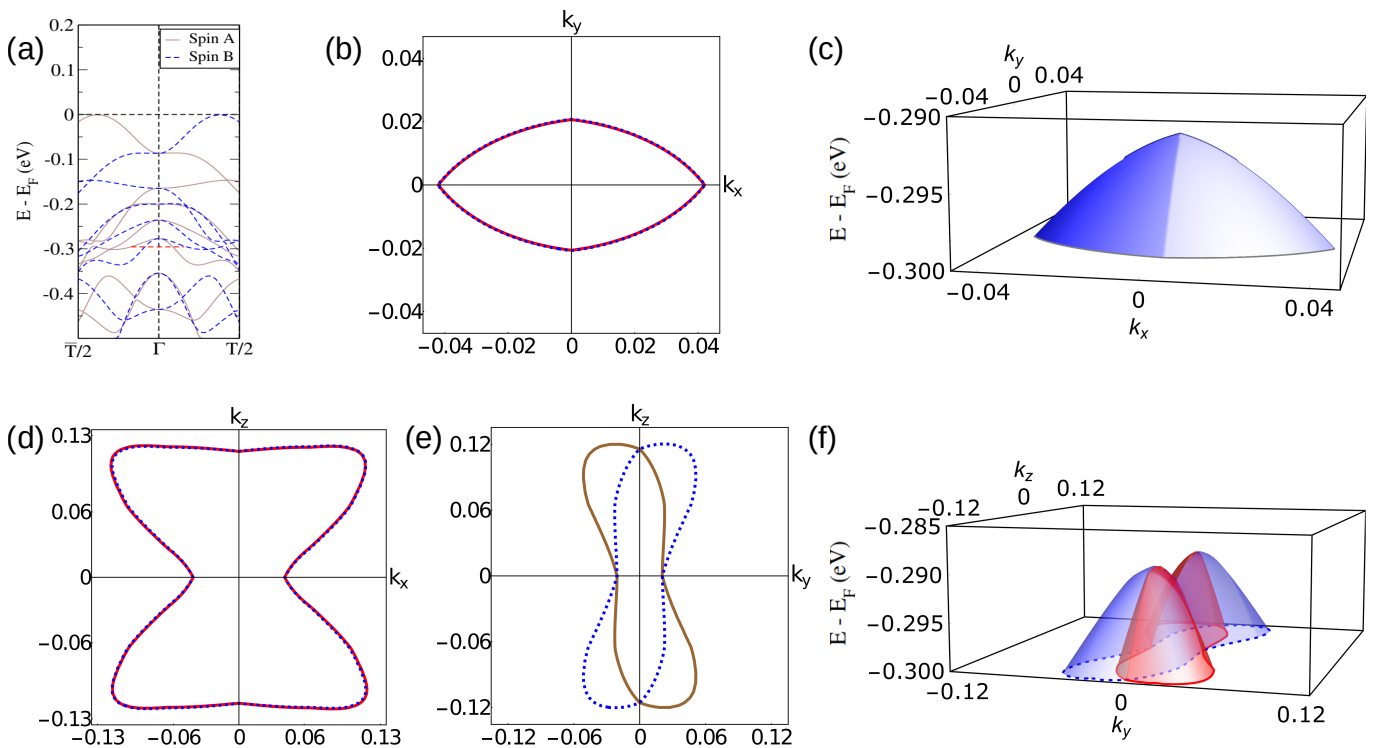 (a)
0.2
0.1
0
-0.1
-0.2
-0.3
-0.4
E - E_F (eV)
Spin A
Spin B
T̅/2
Γ
T/2
(b)
k_y
0.04
0.02
0
−0.02
−0.04
k_x
−0.04
−0.02
0
0.02
0.04
(c)
k_y
−0.04
0
0.04
−0.290
−0.295
−0.300
E - E_F (eV)
−0.04
0
0.04
k_x
(d)
k_z
0.13
0.06
0
−0.06
−0.13
k_x
−0.13
−0.06
0
0.06
0.13
(e)
k_z
0.12
0.06
0
−0.06
−0.12
k_y
−0.12
−0.06
0
0.06
0.12
(f)
k_z
−0.12
0
0.12
−0.285
−0.290
−0.295
−0.300
E - E_F (eV)
−0.12
0
0.12
k_y